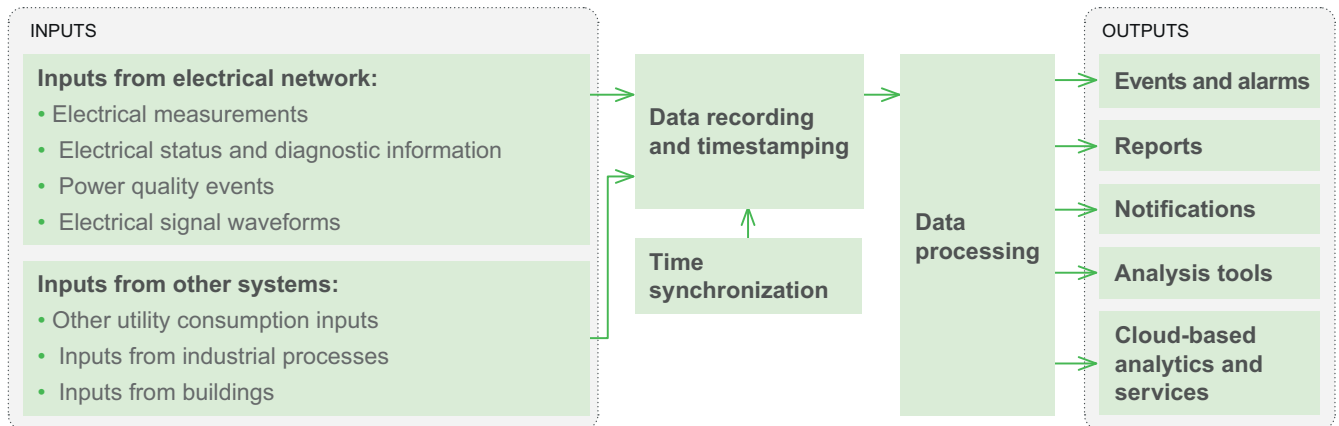 INPUTS
Inputs from electrical network:
• Electrical measurements
• Electrical status and diagnostic information
• Power quality events
• Electrical signal waveforms
Inputs from other systems:
• Other utility consumption inputs
• Inputs from industrial processes
• Inputs from buildings
Data recording
and timestamping
Time
synchronization
Data
processing
OUTPUTS
Events and alarms
Reports
Notifications
Analysis tools
Cloud-based
analytics and
services